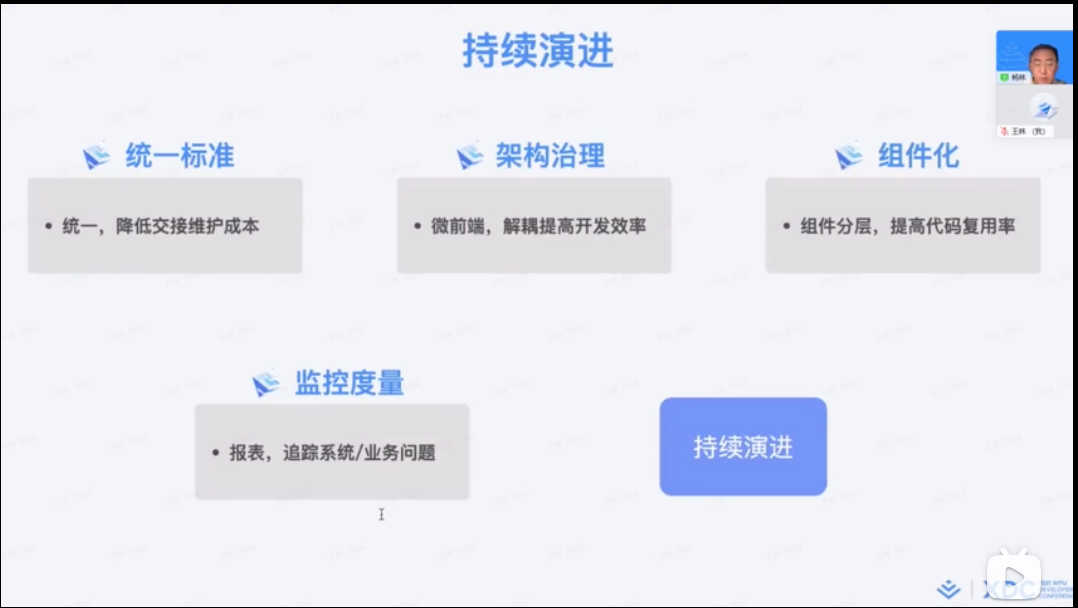 持续演进
杨林
王林 （我）
统一标准
统一，降低交接维护成本
架构治理
微前端，解耦提高开发效率
组件化
组件分层，提高代码复用率
监控度量
报表，追踪系统/业务问题
持续演进
XDC
DEVELOPER
CONFERENCE